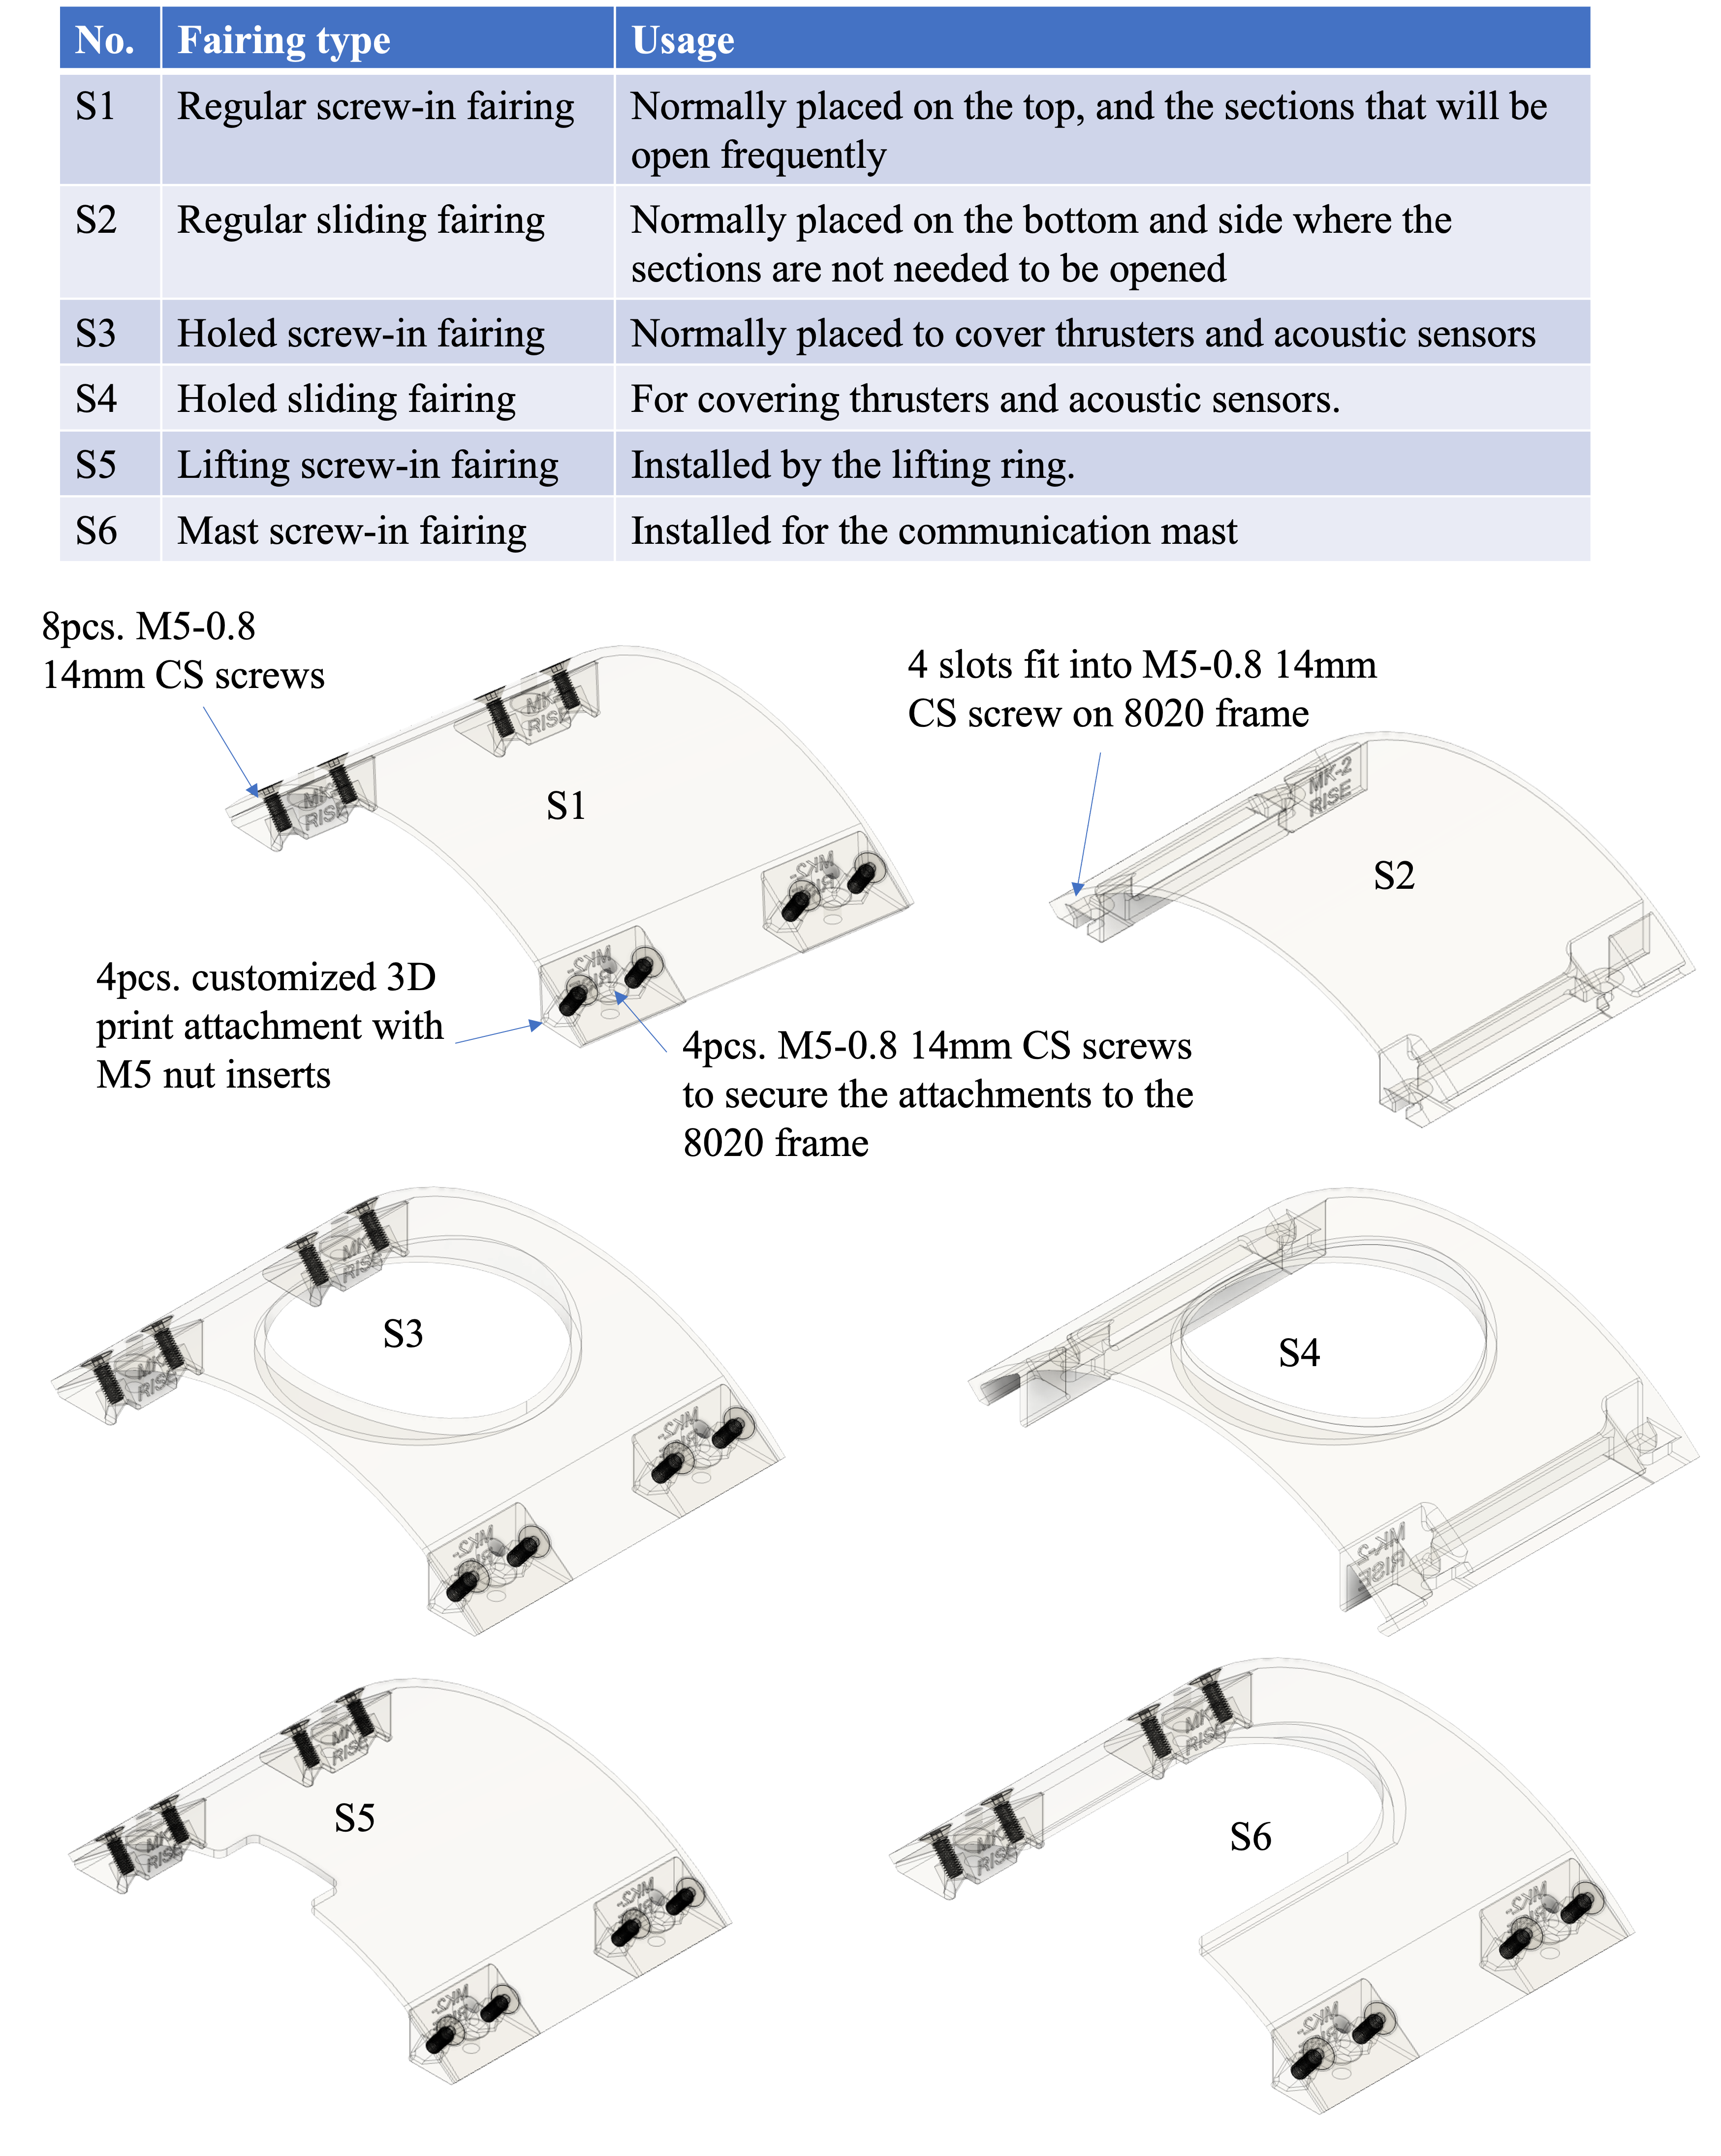 No. Fairing type Usage
S1 Regular screw-in fairing Normally placed on the top, and the sections that will be
open frequently
S2 Regular sliding fairing Normally placed on the bottom and side where the
sections are not needed to be opened
S3 Holed screw-in fairing Normally placed to cover thrusters and acoustic sensors
S4 Holed sliding fairing For covering thrusters and acoustic sensors.
S5 Lifting screw-in fairing Installed by the lifting ring.
S6 Mast screw-in fairing Installed for the communication mast
8pcs. M5-0.8
14mm CS screws
4 slots fit into M5-0.8 14mm
CS screw on 8020 frame
MK-2
RISE
S1
S2
4pcs. customized 3D
print attachment with
M5 nut inserts
4pcs. M5-0.8 14mm CS screws
to secure the attachments to the
8020 frame
S3
S4
MK-2
RISE
S5
S6